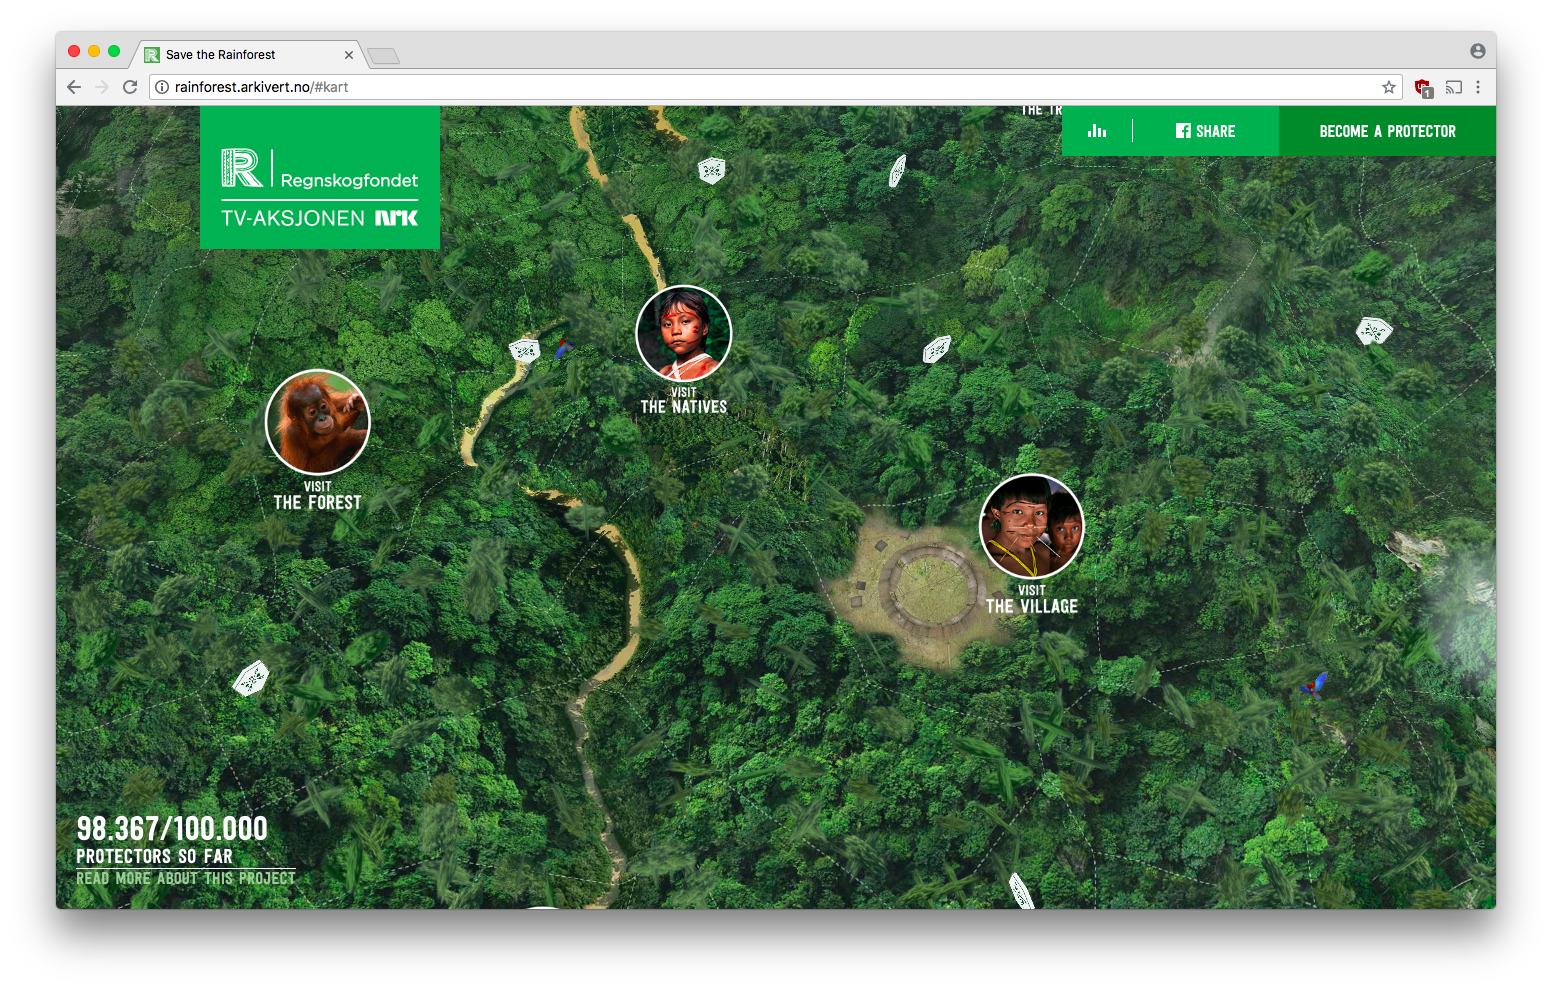 Save the Rainforest
rainforest.arkivert.no/#kart
1
THE TR
SHARE
BECOME A PROTECTOR
R
Regnskogfondet
TV-AKSJONEN nrk
VISIT
THE NATIVES
VISIT
THE FOREST
VISIT
THE VILLAGE
98.367/100.000
PROTECTORS SO FAR
READ MORE ABOUT THIS PROJECT